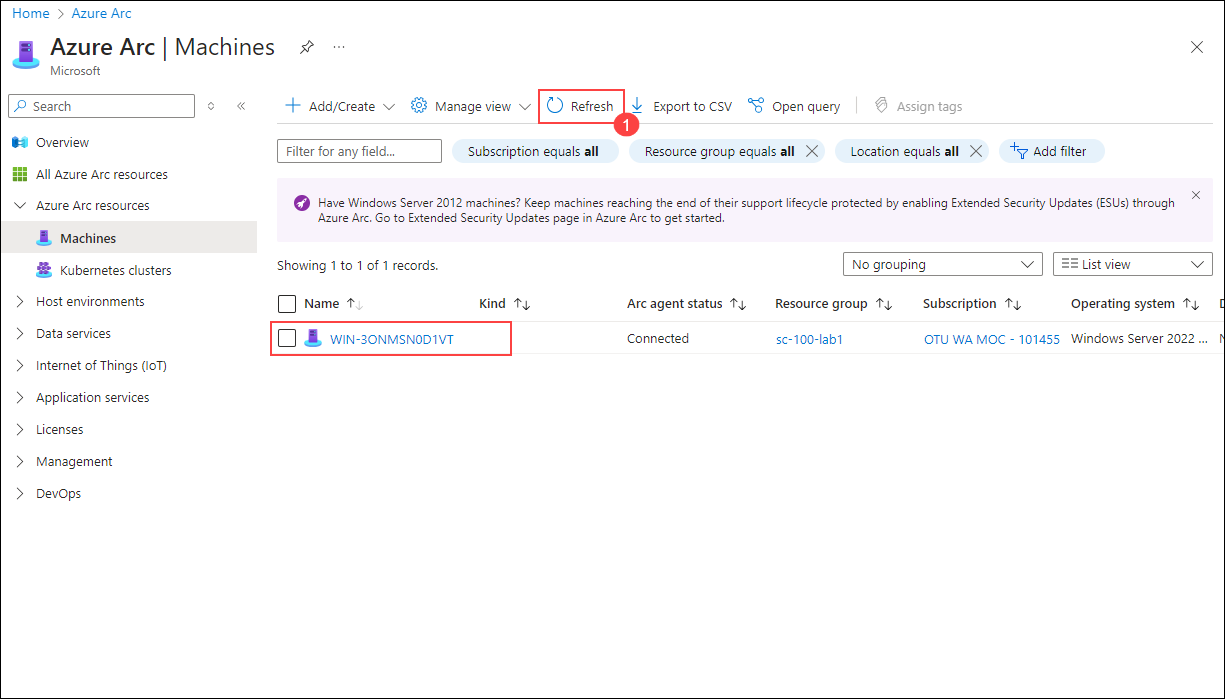 Home > Azure Arc
Azure Arc | Machines ...
Microsoft
Search
Overview
All Azure Arc resources
Azure Arc resources
Machines
Kubernetes clusters
Host environments
Data services
Internet of Things (IoT)
Application services
Licenses
Management
DevOps
Add/Create Manage view Refresh Export to CSV Open query Assign tags
1
Filter for any field... Subscription equals all Resource group equals all Location equals all Add filter
Have Windows Server 2012 machines? Keep machines reaching the end of their support lifecycle protected by enabling Extended Security Updates (ESUs) through
Azure Arc. Go to Extended Security Updates page in Azure Arc to get started.
Showing 1 to 1 of 1 records. No grouping List view
Name Kind Arc agent status Resource group Subscription Operating system
WIN-3ONMSN0D1VT Connected sc-100-lab1 OTU WA MOC - 101455 Windows Server 2022 ...